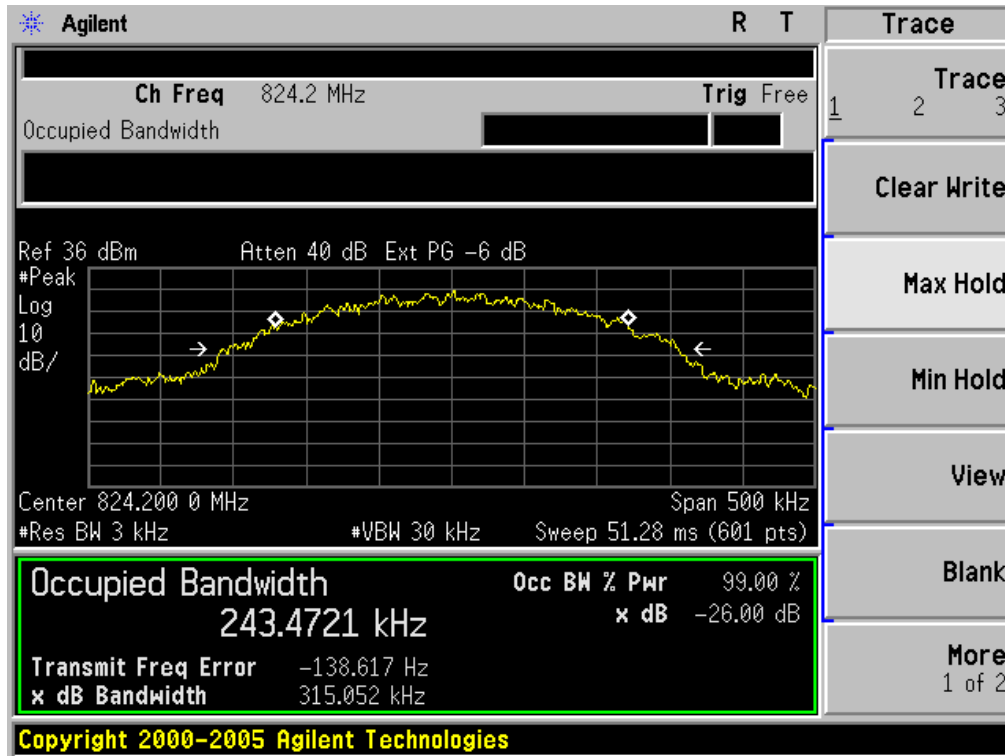 Agilent R T Trace
Ch Freq 824.2 MHz Trig Free
Occupied Bandwidth
Trace
1 2 3
Clear Write
Max Hold
Min Hold
View
Blank
More
1 of 2
Ref 36 dBm Atten 40 dB Ext PG -6 dB
#Peak
Log
10
dB/
Center 824.200 0 MHz Span 500 kHz
#Res BW 3 kHz #VBW 30 kHz Sweep 51.28 ms (601 pts)
Occupied Bandwidth Occ BW % Pwr 99.00 %
243.4721 kHz x dB -26.00 dB
Transmit Freq Error -138.617 Hz
x dB Bandwidth 315.052 kHz
Copyright 2000-2005 Agilent Technologies